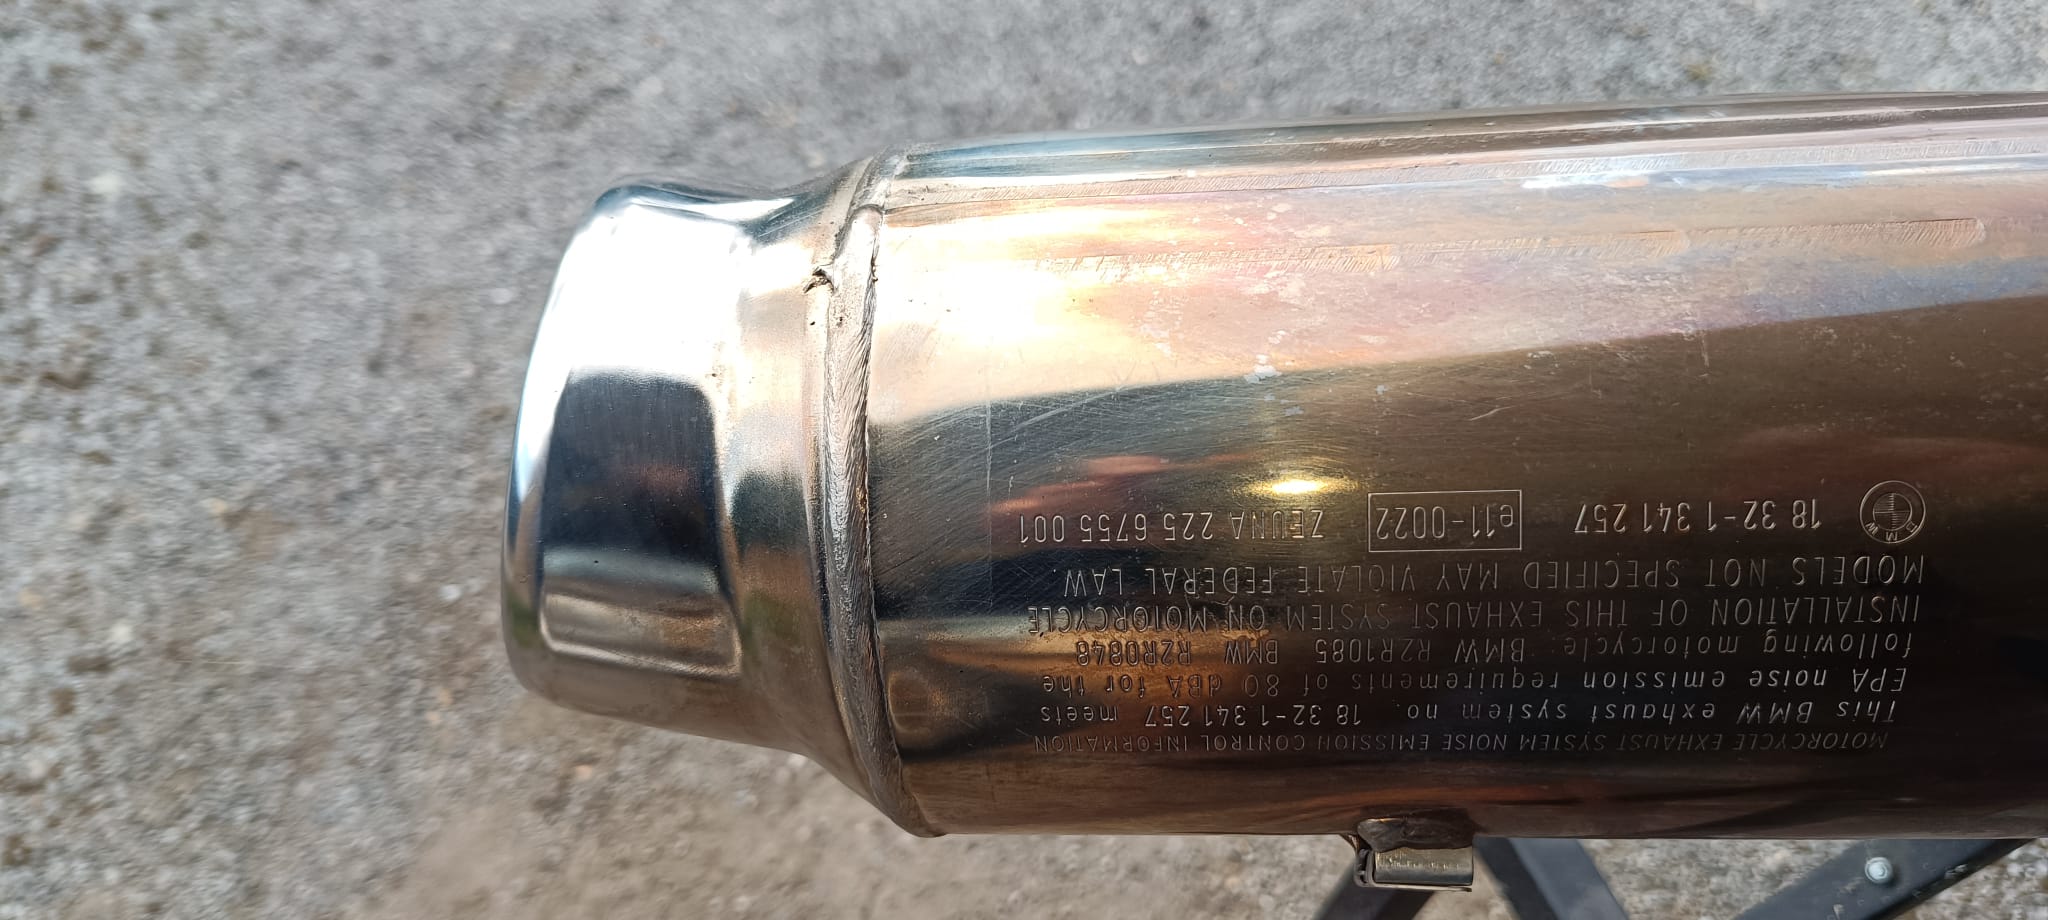 MOTORCYCLE EXHAUST SYSTEM NOISE EMISSION CONTROL INFORMATION
This BMW exhaust system no. 18 32-1 341 257 meets
EPA noise emission requirements of 80 dBA for the
following motorcycle: BMW R2R1085 BMW R2R0848
INSTALLATION OF THIS EXHAUST SYSTEM ON MOTORCYCLE
MODELS NOT SPECIFIED MAY VIOLATE FEDERAL LAW.
BMW 18 32-1 341 257 e11-0022 ZEUNA 225 6755 001